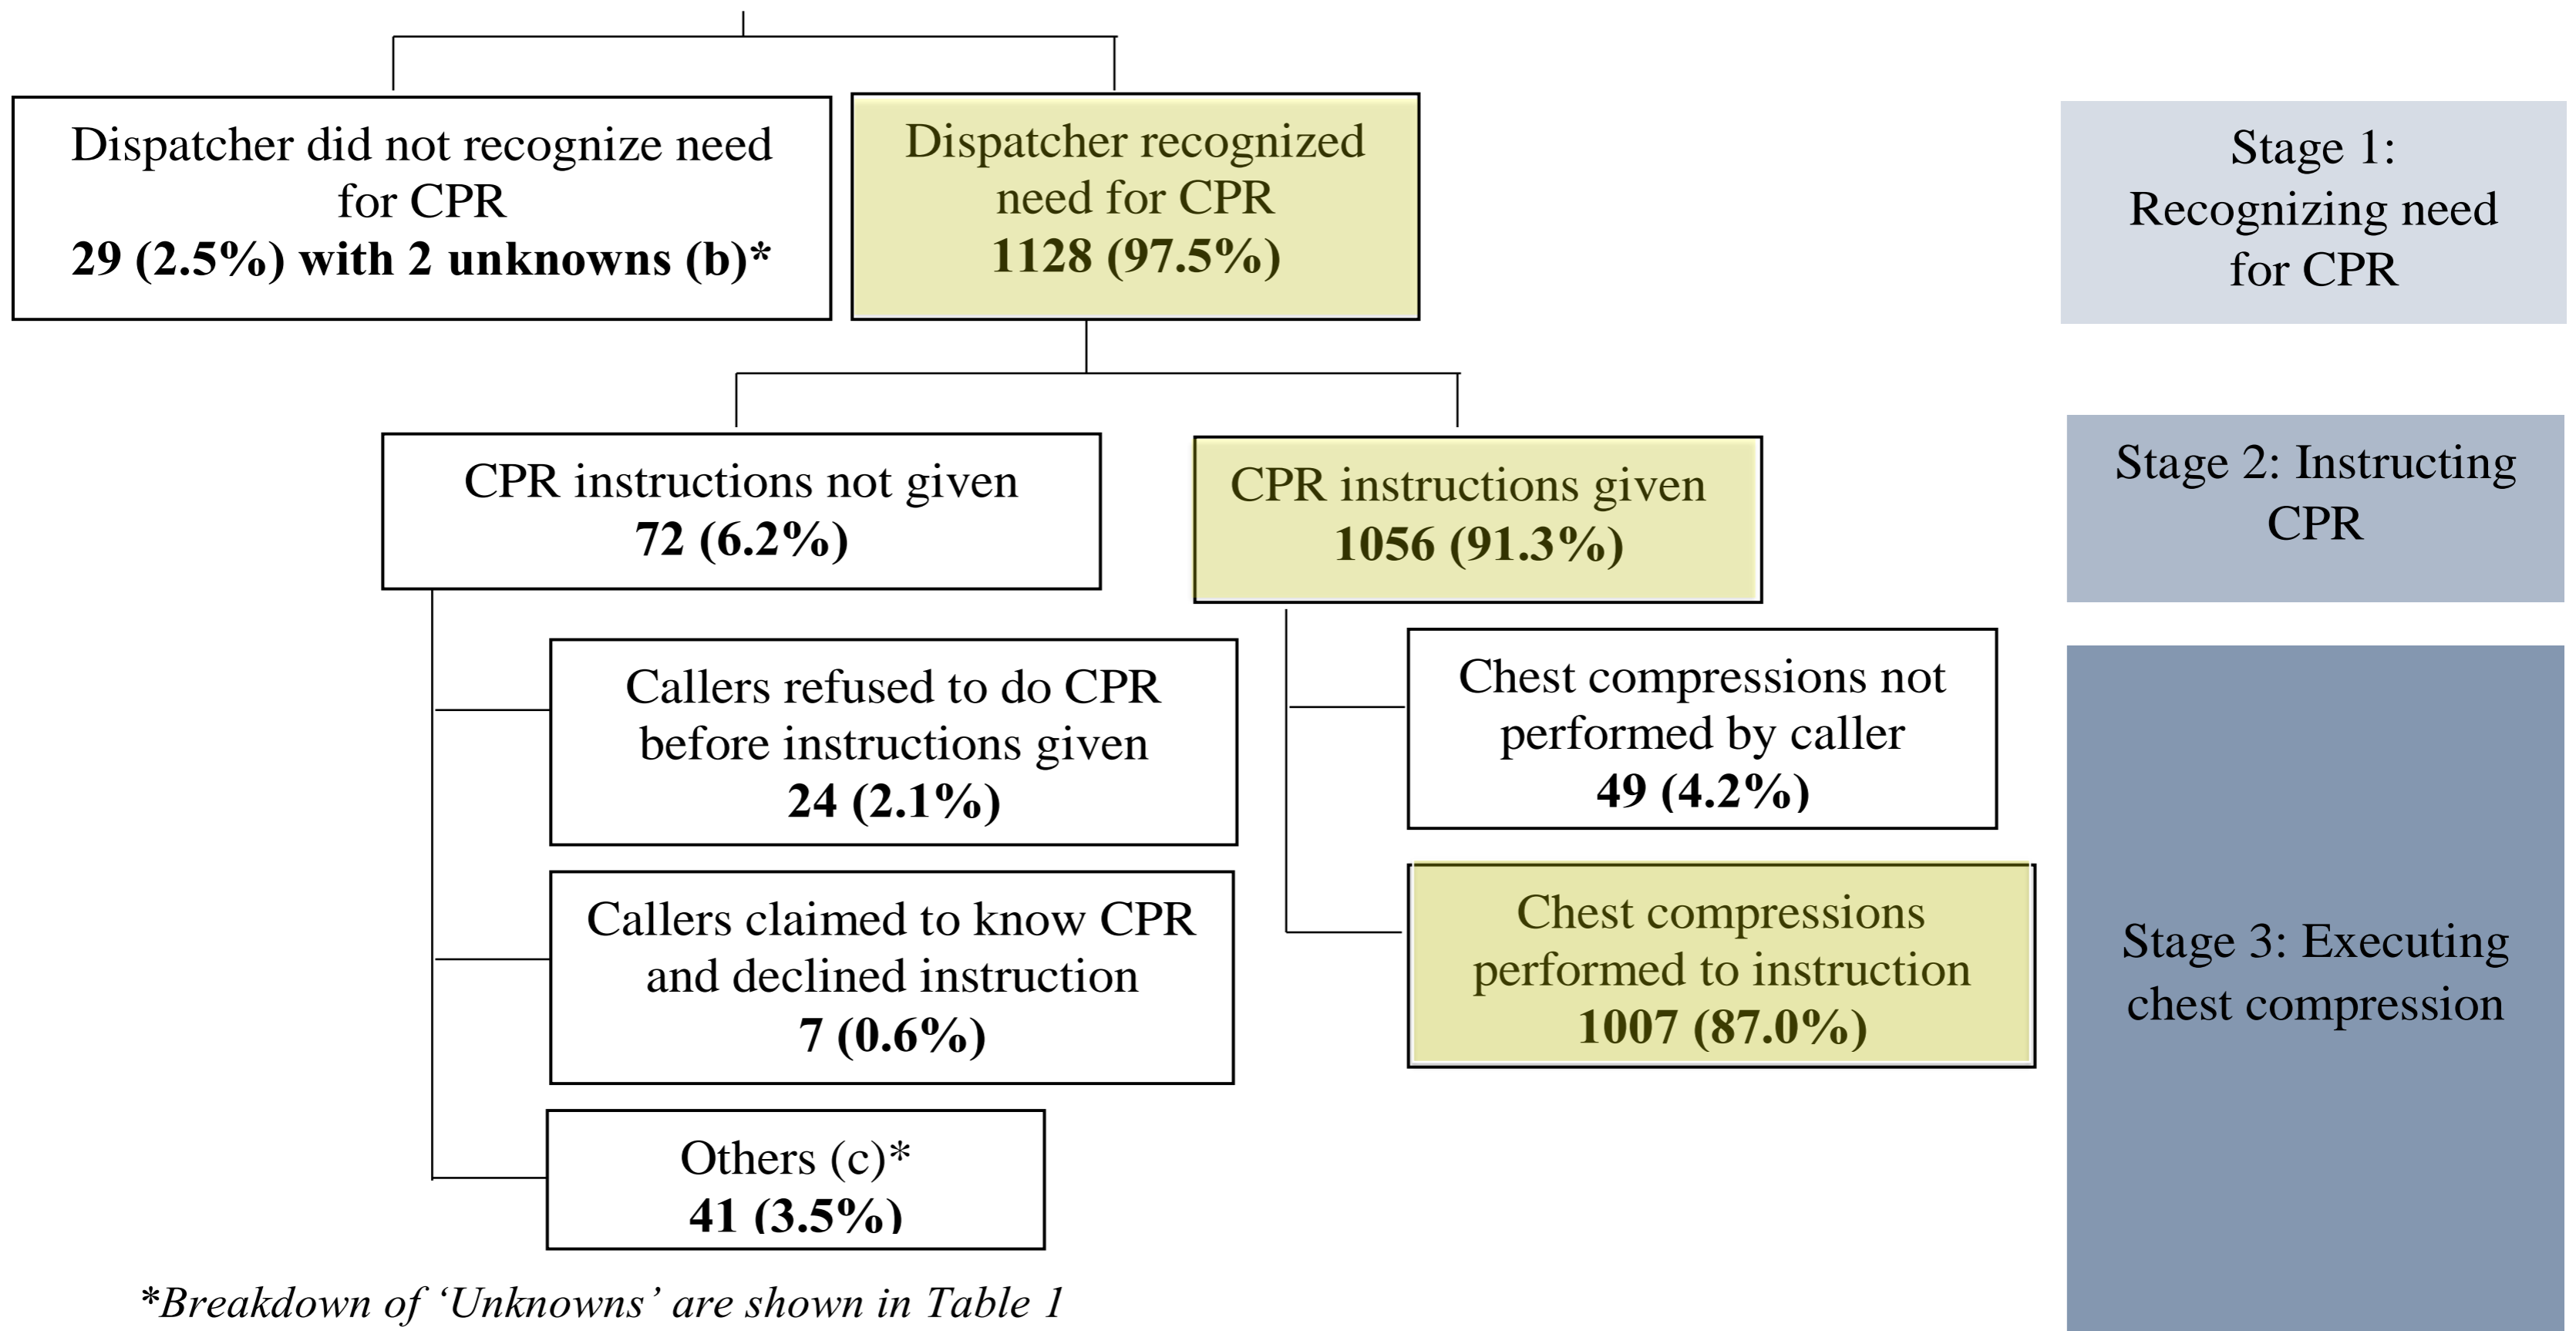 Dispatcher did not recognize need
for CPR
29 (2.5%) with 2 unknowns (b)*
Dispatcher recognized
need for CPR
1128 (97.5%)
Stage 1:
Recognizing need
for CPR
CPR instructions not given
72 (6.2%)
CPR instructions given
1056 (91.3%)
Stage 2: Instructing
CPR
Callers refused to do CPR
before instructions given
24 (2.1%)
Chest compressions not
performed by caller
49 (4.2%)
Callers claimed to know CPR
and declined instruction
7 (0.6%)
Chest compressions
performed to instruction
1007 (87.0%)
Stage 3: Executing
chest compression
Others (c)*
41 (3.5%)
*Breakdown of ‘Unknowns’ are shown in Table 1